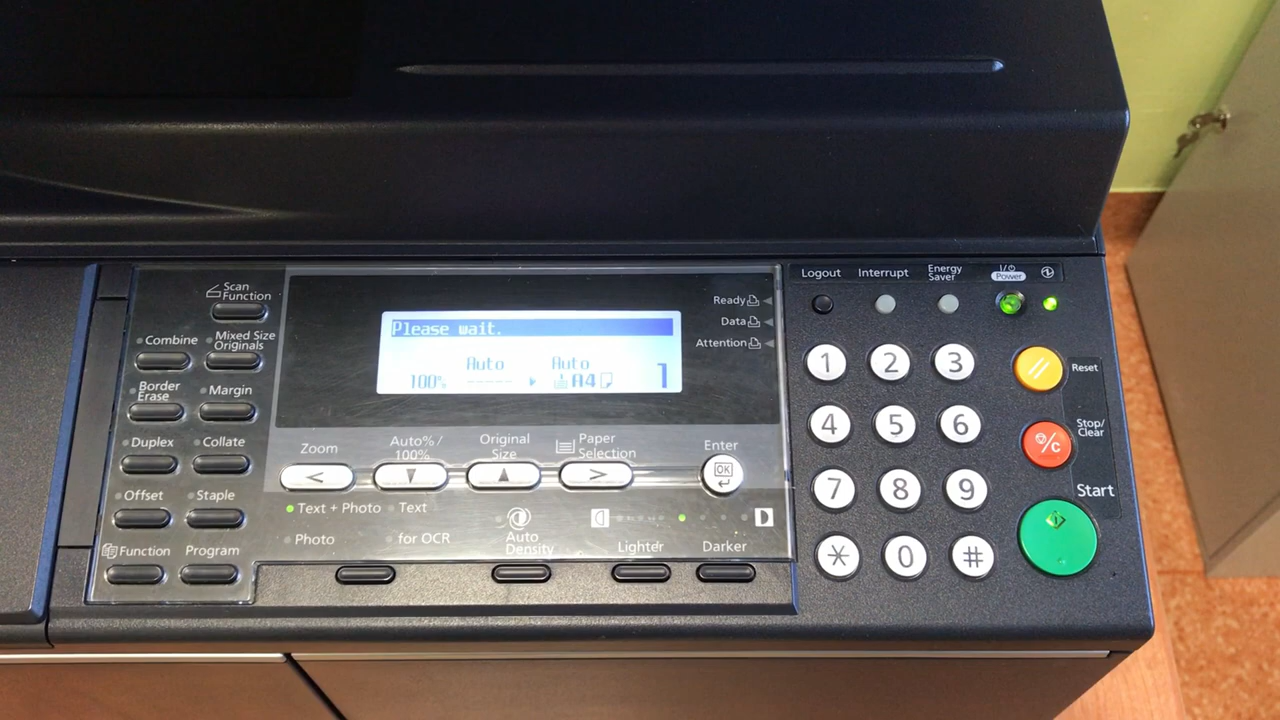 Scan
Function
Combine
Mixed Size
Originals
Border
Erase
Margin
Duplex
Collate
Offset
Staple
Function
Program
Please wait.
Auto
Auto
100%
A4
1
Ready
Data
Attention
Zoom
Auto% /
100%
Original
Size
Paper
Selection
Enter
<
>
OK
Text + Photo
Text
Photo
for OCR
Auto
Density
Lighter
Darker
Logout
Interrupt
Energy
Saver
Power
1
2
3
Reset
4
5
6
Stop/
Clear
/C
7
8
9
Start
*
0
#